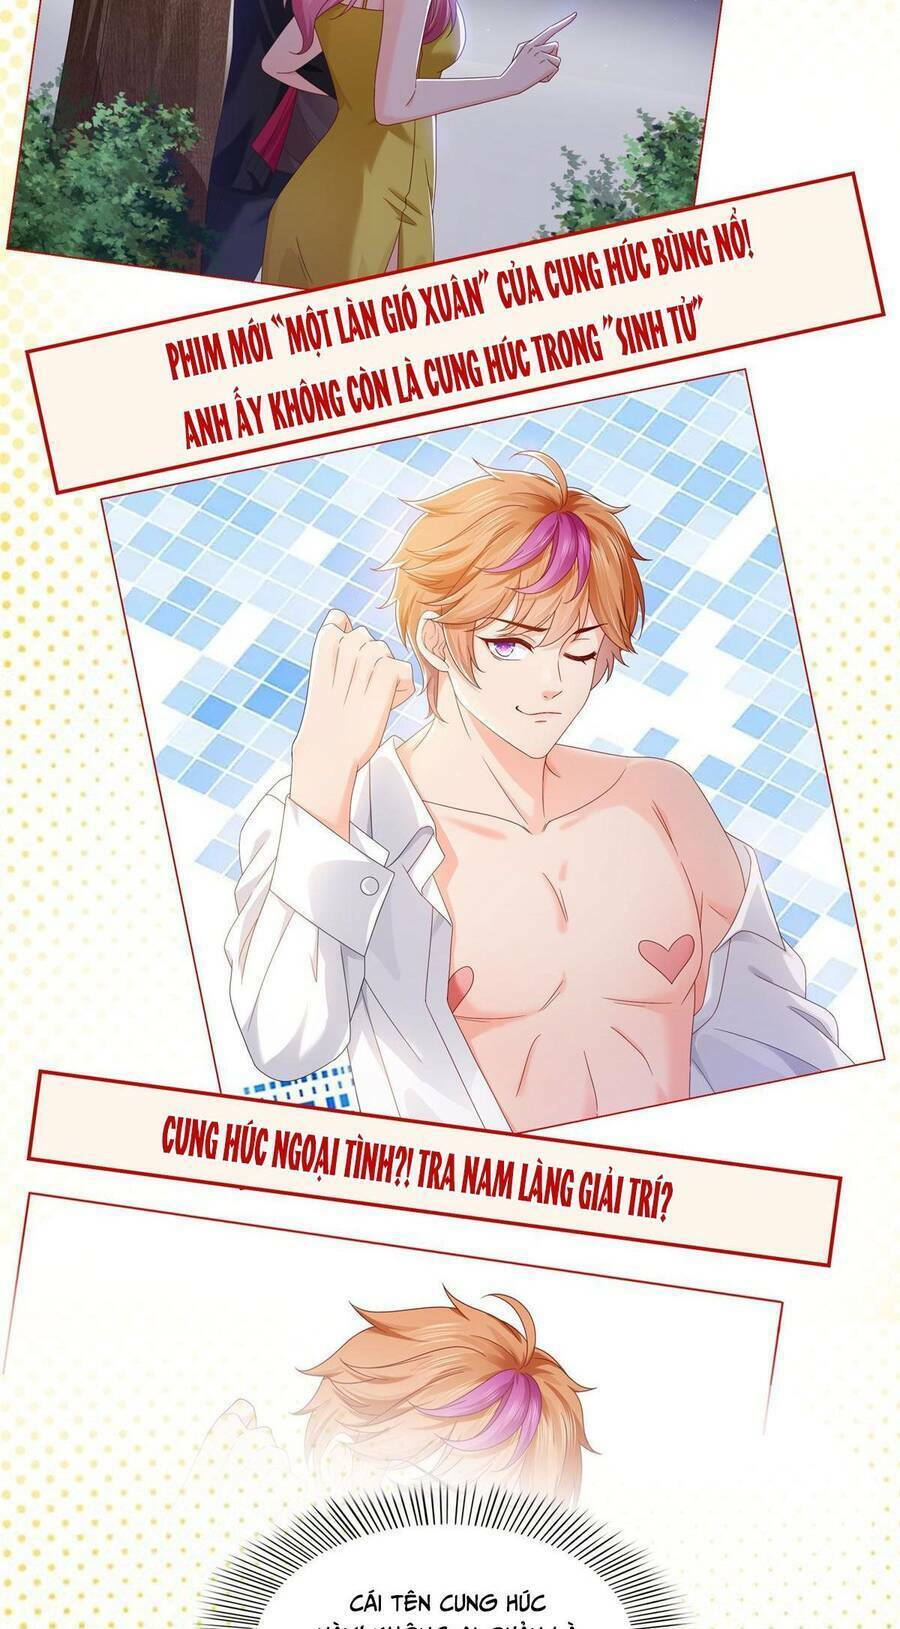 PHIM MỚI "MỘT LÀN GIÓ XUÂN" CỦA CUNG HÚC BÙNG NỔ!
ANH ẤY KHÔNG CÒN LÀ CUNG HÚC TRONG "SINH TỬ"
CUNG HÚC NGOẠI TÌNH?! TRA NAM LÀNG GIẢI TRÍ?
CÁI TÊN CUNG HÚC